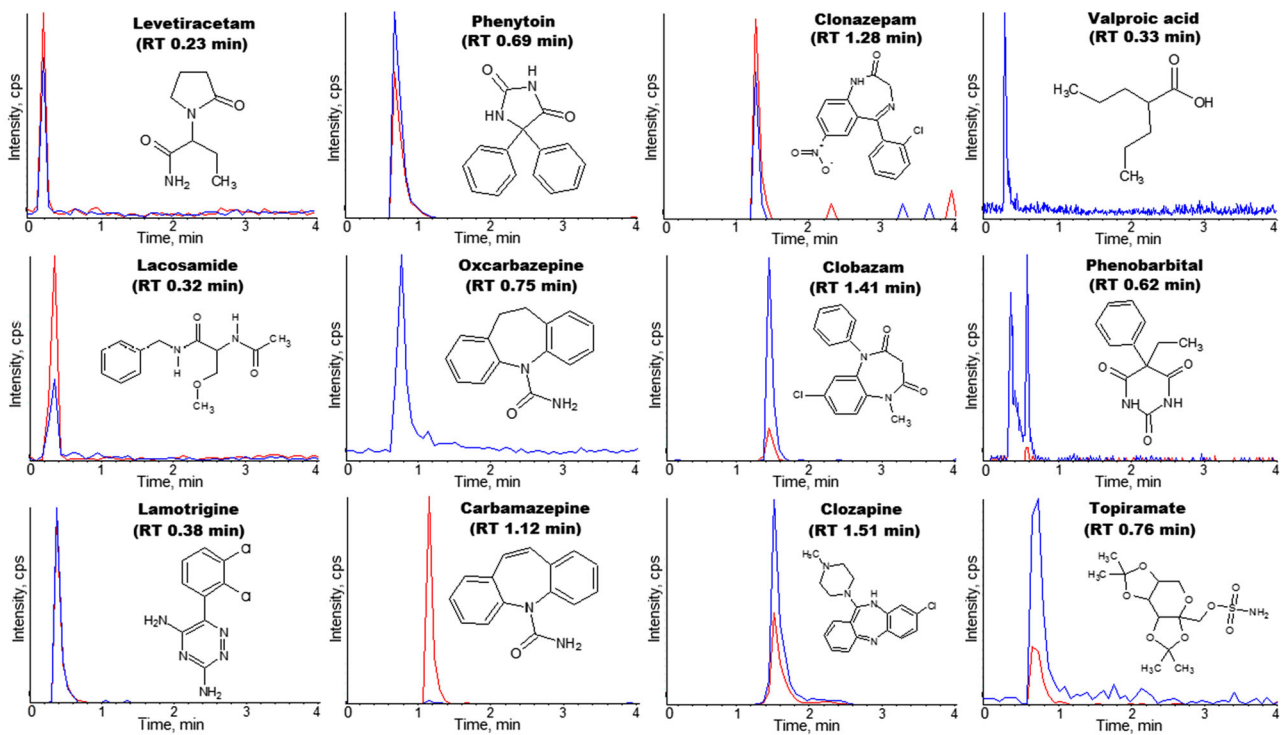 Levetiracetam
(RT 0.23 min)
Intensity, cps
O
N
O
NH2
CH3
Time, min
Phenytoin
(RT 0.69 min)
Intensity, cps
O
H
N
HN
O
0
1
2
3
4
Time, min
Clonazepam
(RT 1.28 min)
Intensity, cps
O
NH
N
Cl
O
N+
O-
0
1
2
3
4
Time, min
Valproic acid
(RT 0.33 min)
Intensity, cps
O
H3C
OH
CH3
0
1
2
3
4
Time, min
Lacosamide
(RT 0.32 min)
Intensity, cps
O
H
N
CH3
N
H
O
O
CH3
0
1
2
3
4
Time, min
Oxcarbazepine
(RT 0.75 min)
Intensity, cps
N
O
NH2
0
1
2
3
4
Time, min
Clobazam
(RT 1.41 min)
Intensity, cps
O
N
Cl
N
O
CH3
0
1
2
3
4
Time, min
Phenobarbital
(RT 0.62 min)
Intensity, cps
CH3
O
O
HN
NH
O
0
1
2
3
4
Time, min
Lamotrigine
(RT 0.38 min)
Intensity, cps
Cl
Cl
NH2
N
N
N
NH2
0
1
2
3
4
Time, min
Carbamazepine
(RT 1.12 min)
Intensity, cps
N
O
NH2
0
1
2
3
4
Time, min
Clozapine
(RT 1.51 min)
Intensity, cps
H3C
N
N
H
N
Cl
N
0
1
2
3
4
Time, min
Topiramate
(RT 0.76 min)
Intensity, cps
CH3
H3C
O
O
O
O
O
S
NH2
O
O
O
H3C
CH3
0
1
2
3
4
Time, min